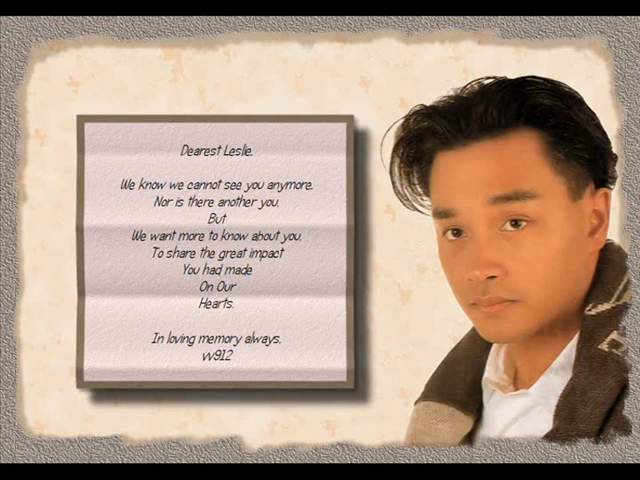 Dearest Leslie.
We know we cannot see you anymore.
Nor is there another you.
But
We want more to know about you.
To share the great impact
You had made
On Our
Hearts.
In loving memory always.
vv912